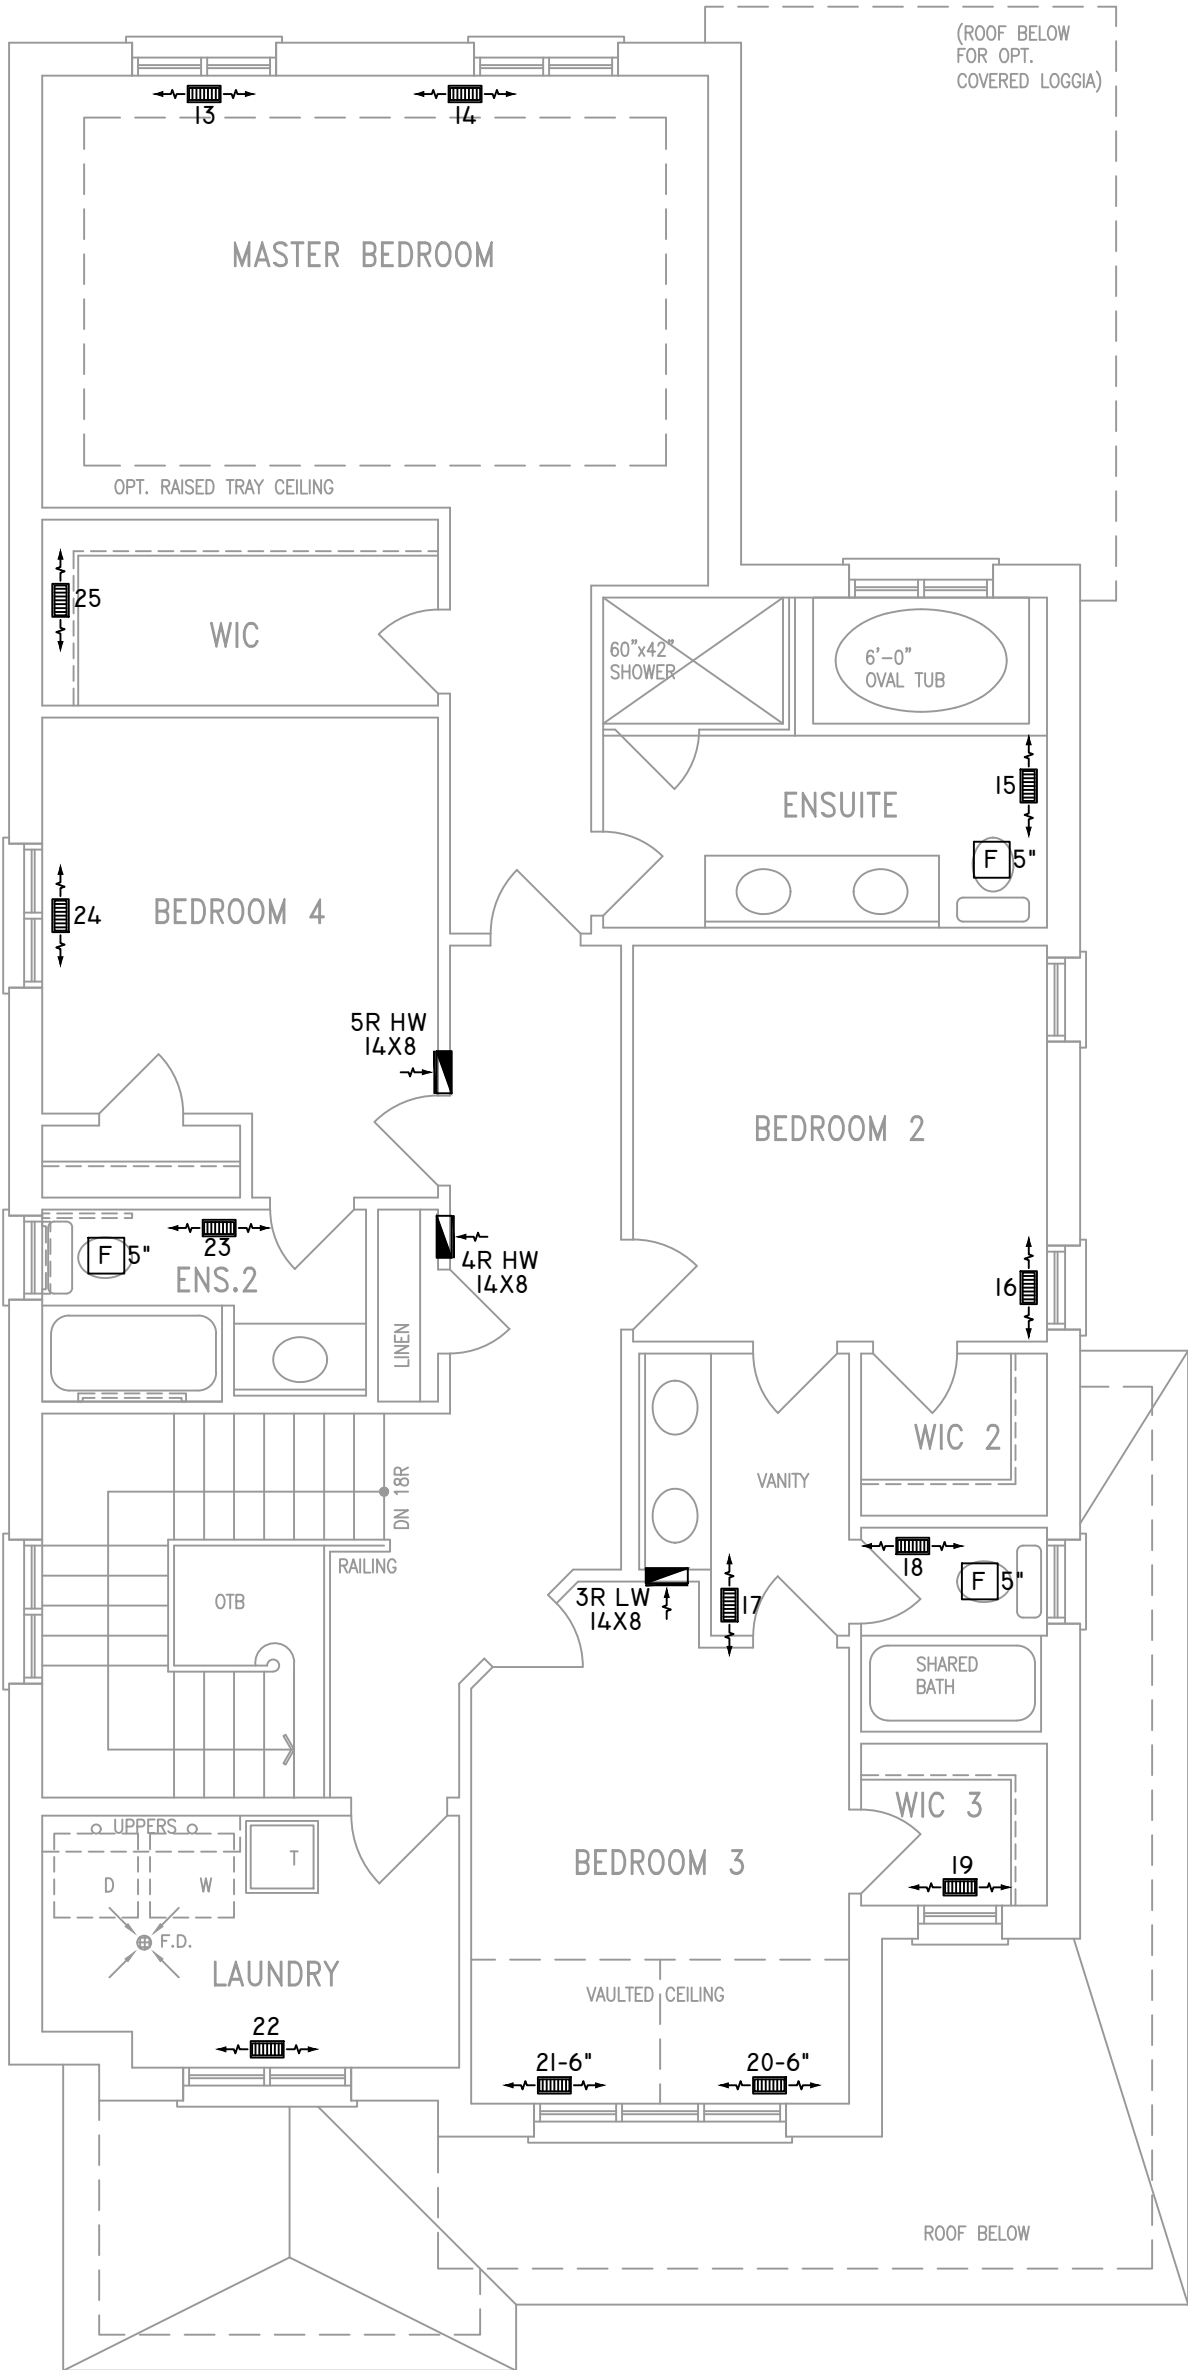 (ROOF BELOW
FOR OPT.
COVERED LOGGIA)
13
14
MASTER BEDROOM
OPT. RAISED TRAY CEILING
25
WIC
60"x42"
SHOWER
6'-0"
OVAL TUB
15
ENSUITE
F 5"
24
BEDROOM 4
5R HW
14X8
BEDROOM 2
23
F 5"
ENS.2
4R HW
14X8
16
LINEN
WIC 2
VANITY
DN 18R
RAILING
OTB
18
F 5"
3R LW
14X8
17
SHARED
BATH
UPPERS
WIC 3
T
D
W
BEDROOM 3
19
F.D.
LAUNDRY
VAULTED CEILING
22
21-6"
20-6"
ROOF BELOW